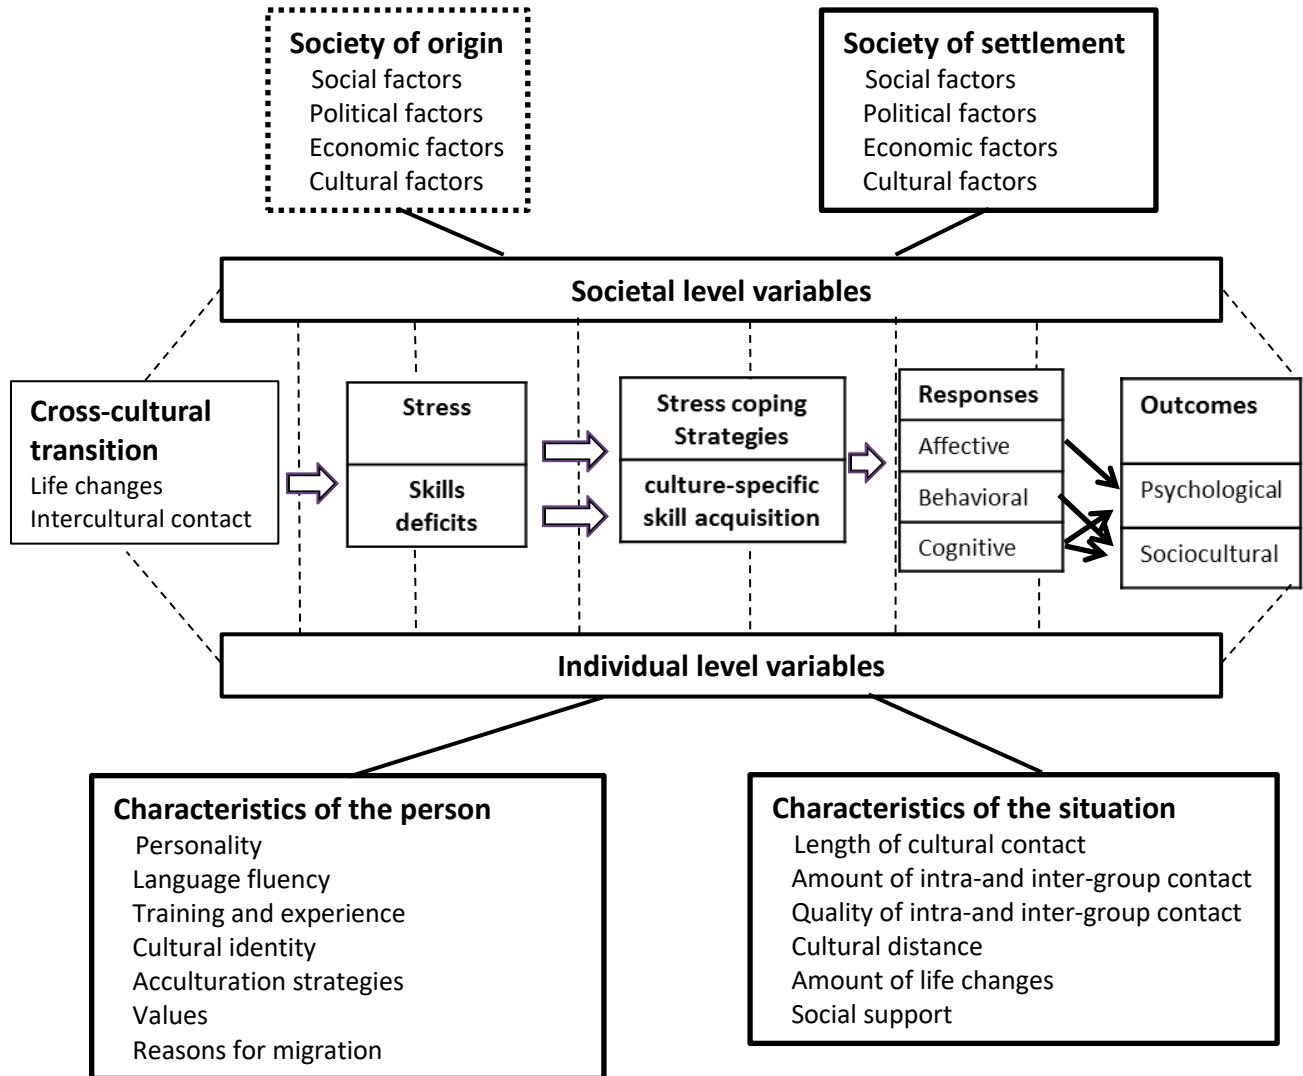 Society of origin
Social factors
Political factors
Economic factors
Cultural factors
Society of settlement
Social factors
Political factors
Economic factors
Cultural factors
Societal level variables
Cross-cultural
transition
Life changes
Intercultural contact
Stress
Skills
deficits
Stress coping
Strategies
culture-specific
skill acquisition
Responses
Affective
Behavioral
Cognitive
Outcomes
Psychological
Sociocultural
Individual level variables
Characteristics of the person
Personality
Language fluency
Training and experience
Cultural identity
Acculturation strategies
Values
Reasons for migration
Characteristics of the situation
Length of cultural contact
Amount of intra-and inter-group contact
Quality of intra-and inter-group contact
Cultural distance
Amount of life changes
Social support